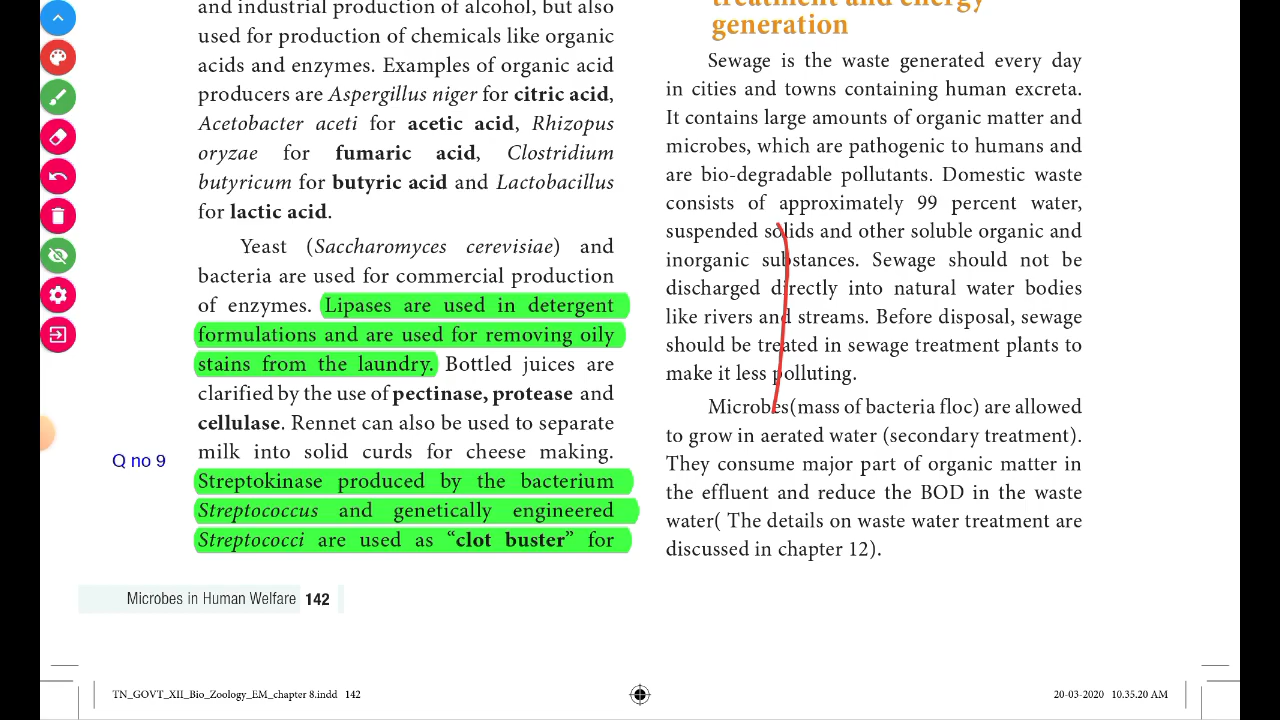 and industrial production of alcohol, but also
used for production of chemicals like organic
acids and enzymes. Examples of organic acid
producers are Aspergillus niger for citric acid,
Acetobacter aceti for acetic acid, Rhizopus
oryzae for fumaric acid, Clostridium
butyricum for butyric acid and Lactobacillus
for lactic acid.
Yeast (Saccharomyces cerevisiae) and
bacteria are used for commercial production
of enzymes. Lipases are used in detergent
formulations and are used for removing oily
stains from the laundry. Bottled juices are
clarified by the use of pectinase, protease and
cellulase. Rennet can also be used to separate
milk into solid curds for cheese making.
Q no 9
Streptokinase produced by the bacterium
Streptococcus and genetically engineered
Streptococci are used as “clot buster” for
treatment and energy
generation
Sewage is the waste generated every day
in cities and towns containing human excreta.
It contains large amounts of organic matter and
microbes, which are pathogenic to humans and
are bio-degradable pollutants. Domestic waste
consists of approximately 99 percent water,
suspended solids and other soluble organic and
inorganic substances. Sewage should not be
discharged directly into natural water bodies
like rivers and streams. Before disposal, sewage
should be treated in sewage treatment plants to
make it less polluting.
Microbes(mass of bacteria floc) are allowed
to grow in aerated water (secondary treatment).
They consume major part of organic matter in
the effluent and reduce the BOD in the waste
water( The details on waste water treatment are
discussed in chapter 12).
Microbes in Human Welfare 142
TN_GOVT_XII_Bio_Zoology_EM_chapter 8.indd 142
20-03-2020 10.35.20 AM